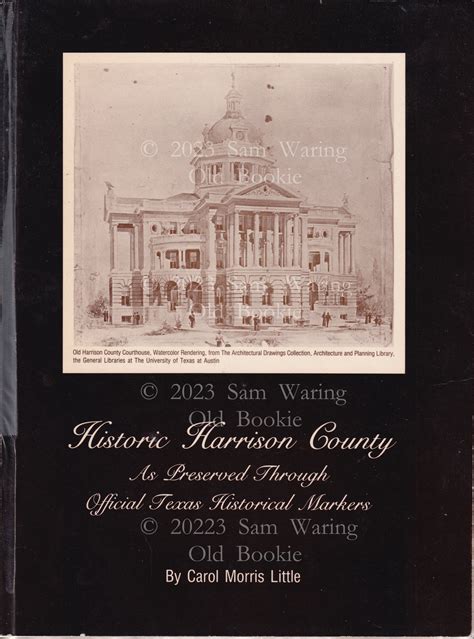 © 2023 Sam Waring
Old Bookie
Old Harrison County Courthouse, Watercolor Rendering, from The Architectural Drawings Collection, Architecture and Planning Library,
the General Libraries at The University of Texas at Austin
© 2023 Sam Waring
Old Bookie
Historic Harrison County
As Preserved Through
Official Texas Historical Markers
© 20223 Sam Waring
Old Bookie
By Carol Morris Little